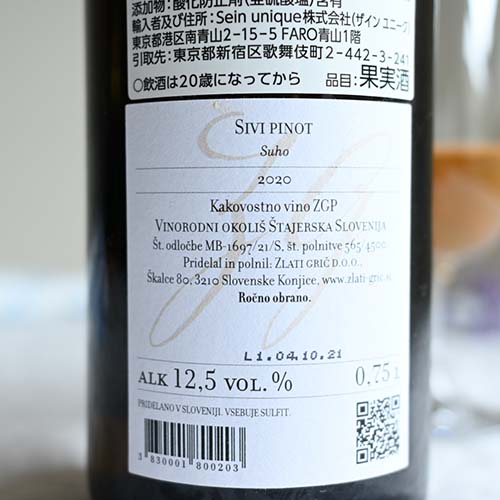 添加物:酸化防止剤(亜硫酸塩)含有
輸入者及び住所:Sein unique株式会社(ザイン ユニーク)
東京都港区南青山2-15-5 FARO青山1階
引取先:東京都新宿区歌舞伎町2-442-3-241
〇飲酒は20歳になってから 品目:果実酒
SIVI PINOT
Suho
2020
Kakovostno vino ZGP
VINORODNI OKOLIŠ ŠTAJERSKA SLOVENIJA
Št. odločbe MB-1697/21/S, št. polnitve 565/4500
Pridelal in polnil: ZLATI GRIČ D.O.O.,
Škalce 80, 3210 Slovenske Konjice, www.zlati-gric.si
Ročno obrano.
L1.04.10.21
ALK 12,5 VOL. % 0,75 l
PRIDELANO V SLOVENIJI. VSEBUJE SULFIT.
3 830001 800203